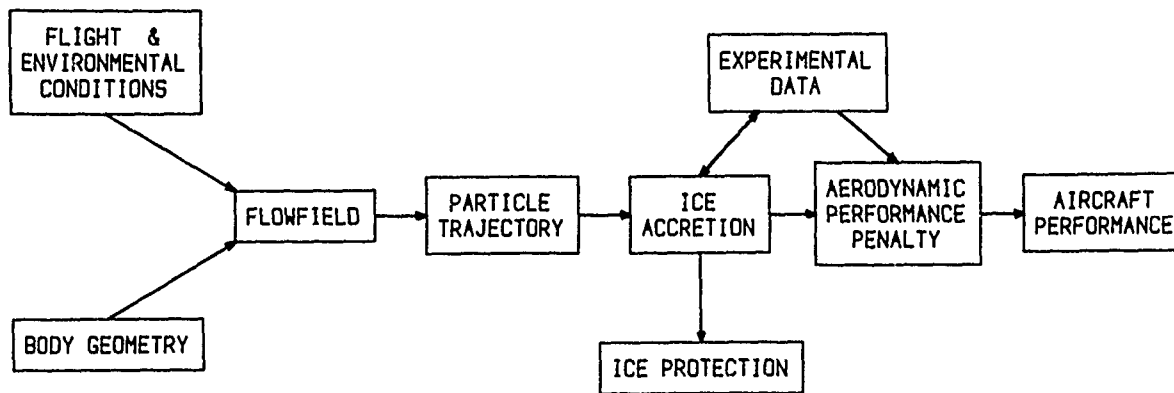 FLIGHT &
ENVIRONMENTAL
CONDITIONS
BODY GEOMETRY
FLOWFIELD
PARTICLE
TRAJECTORY
EXPERIMENTAL
DATA
ICE
ACCRETION
ICE PROTECTION
AERODYNAMIC
PERFORMANCE
PENALTY
AIRCRAFT
PERFORMANCE